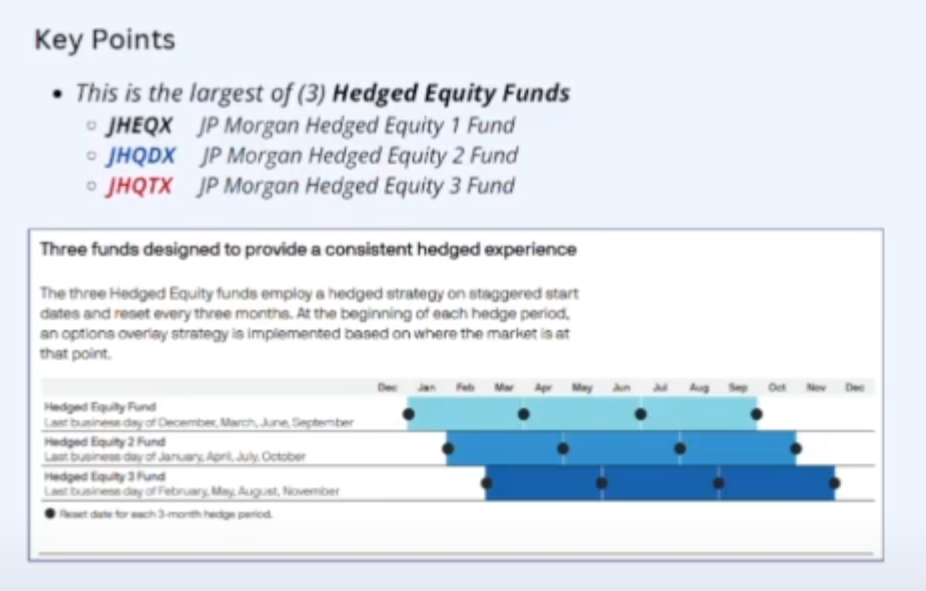 Key Points
• This is the largest of (3) Hedged Equity Funds
○ JHEQX JP Morgan Hedged Equity 1 Fund
○ JHQDX JP Morgan Hedged Equity 2 Fund
○ JHQTX JP Morgan Hedged Equity 3 Fund
Three funds designed to provide a consistent hedged experience
The three Hedged Equity funds employ a hedged strategy on staggered start
dates and reset every three months. At the beginning of each hedge period,
an options overlay strategy is implemented based on where the market is at
that point.
Dec Jan Feb Mar Apr May Jun Jul Aug Sep Oct Nov Dec
Hedged Equity Fund
Last business day of December, March, June, September
Hedged Equity 2 Fund
Last business day of January, April, July, October
Hedged Equity 3 Fund
Last business day of February, May, August, November
● Reset date for each 3-month hedge period.